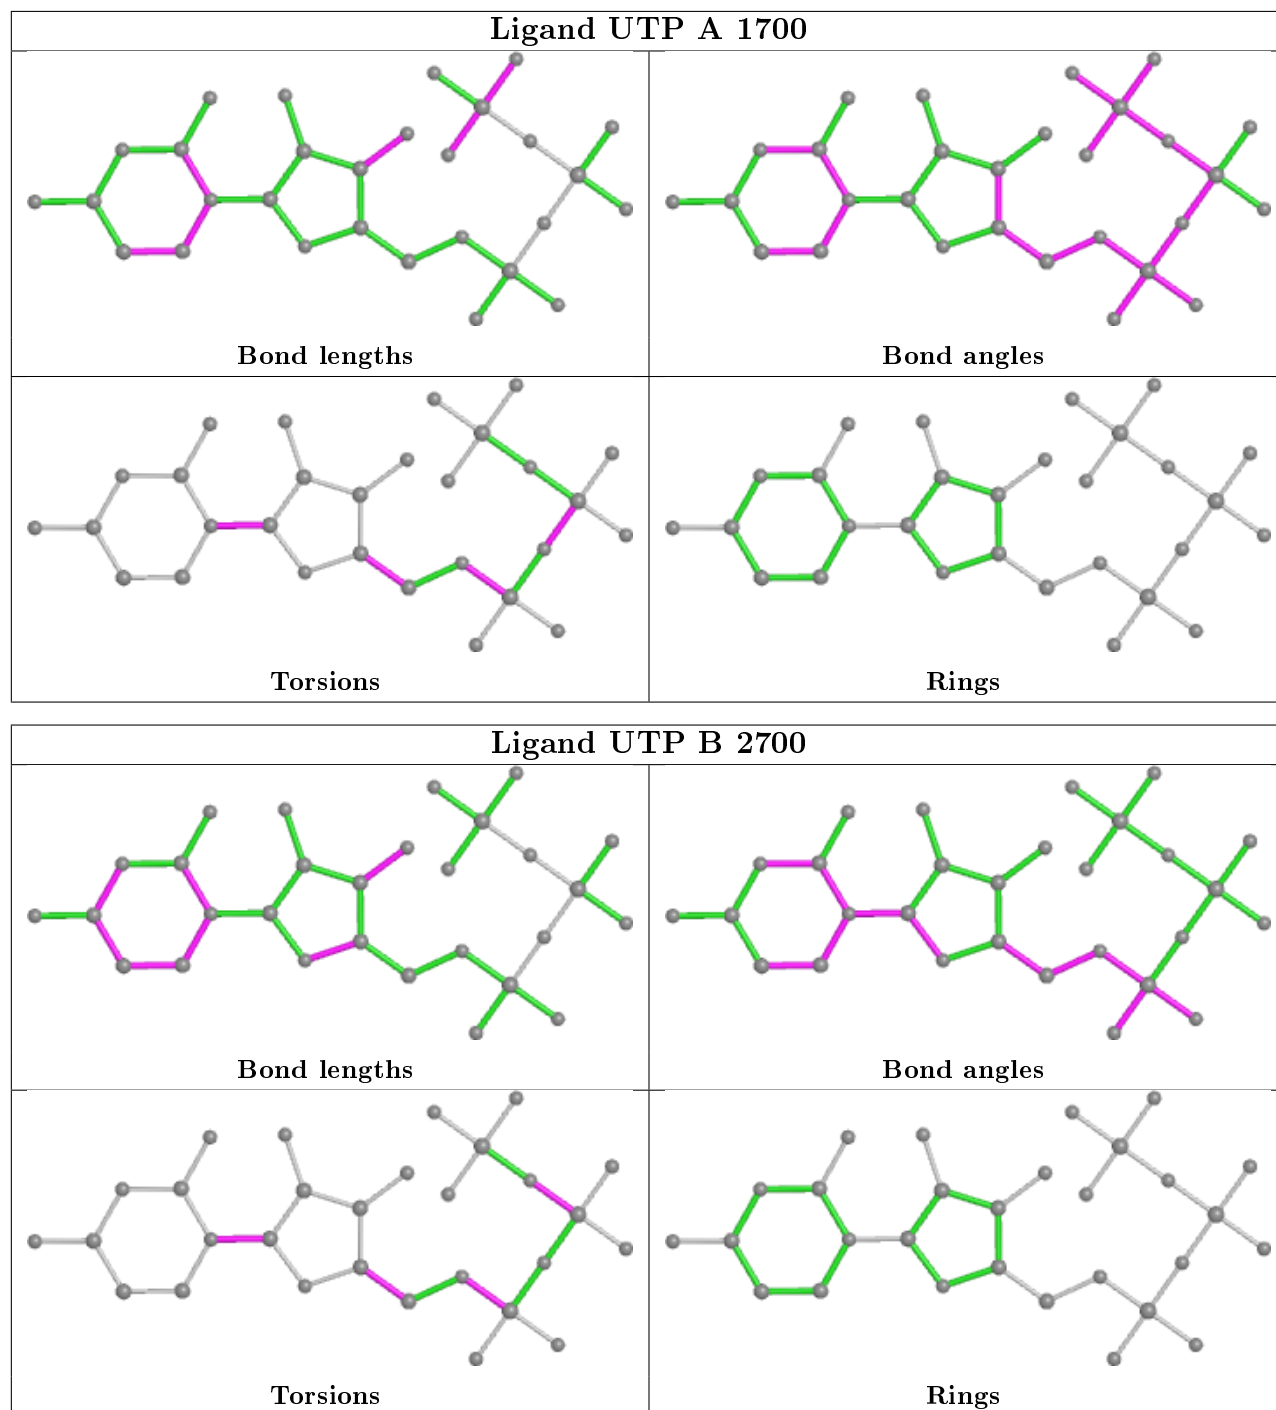 Ligand UTP A 1700
Bond lengths
Bond angles
Torsions
Rings
Ligand UTP B 2700
Bond lengths
Bond angles
Torsions
Rings